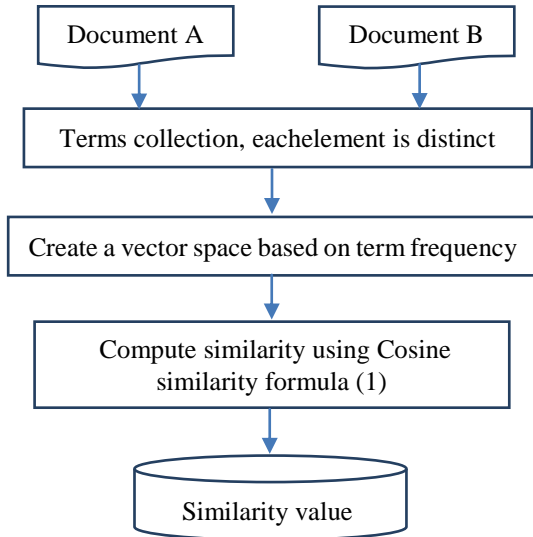 Document A
Document B
Terms collection, eachelement is distinct
Create a vector space based on term frequency
Compute similarity using Cosine
similarity formula (1)
Similarity value